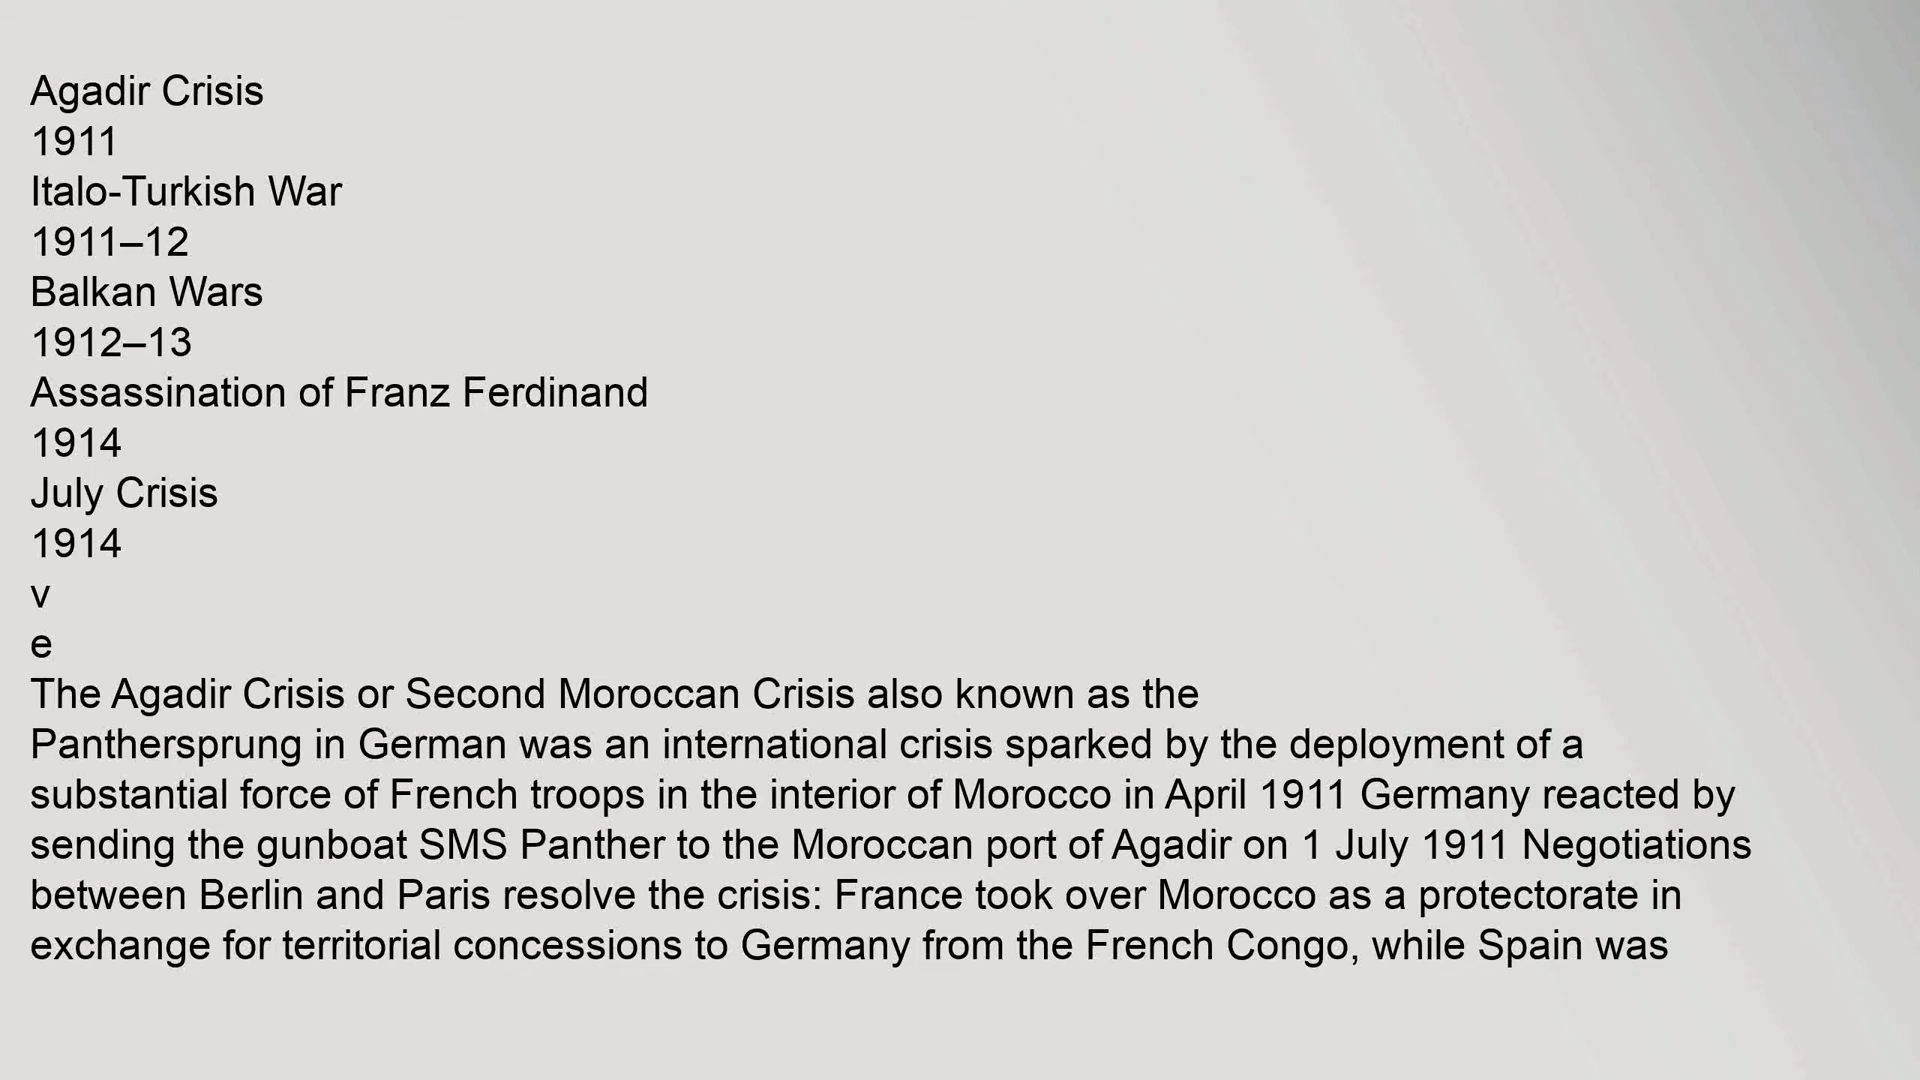 Agadir Crisis
1911
Italo-Turkish War
1911–12
Balkan Wars
1912–13
Assassination of Franz Ferdinand
1914
July Crisis
1914
v
e
The Agadir Crisis or Second Moroccan Crisis also known as the
Panthersprung in German was an international crisis sparked by the deployment of a
substantial force of French troops in the interior of Morocco in April 1911 Germany reacted by
sending the gunboat SMS Panther to the Moroccan port of Agadir on 1 July 1911 Negotiations
between Berlin and Paris resolve the crisis: France took over Morocco as a protectorate in
exchange for territorial concessions to Germany from the French Congo, while Spain was